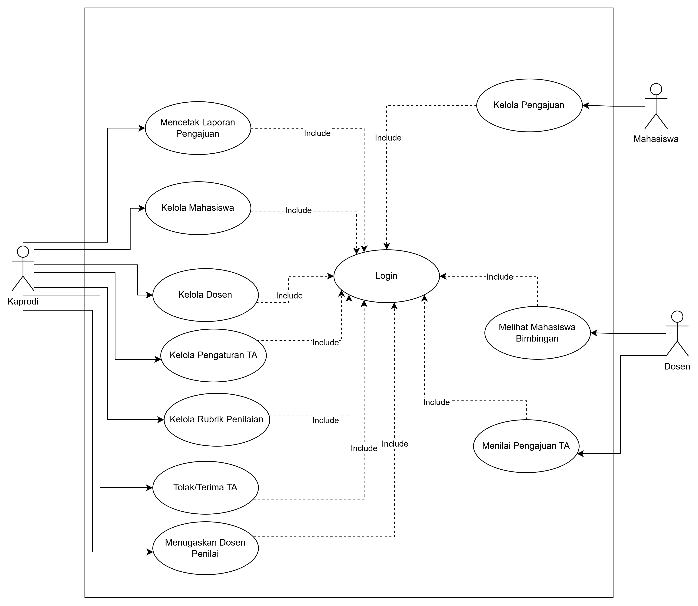 Kelola Pengajuan
Mahasiswa
Mencetak Laporan
Pengajuan
Include
Include
Kelola Mahasiswa
Include
Kaprodi
Login
Include
Kelola Dosen
Include
Dosen
Melihat Mahasiswa
Bimbingan
Kelola Pengaturan TA
Include
Include
Kelola Rubrik Penilaian
Include
Include
Menilai Pengajuan TA
Tolak/Terima TA
Menugaskan Dosen
Penilai